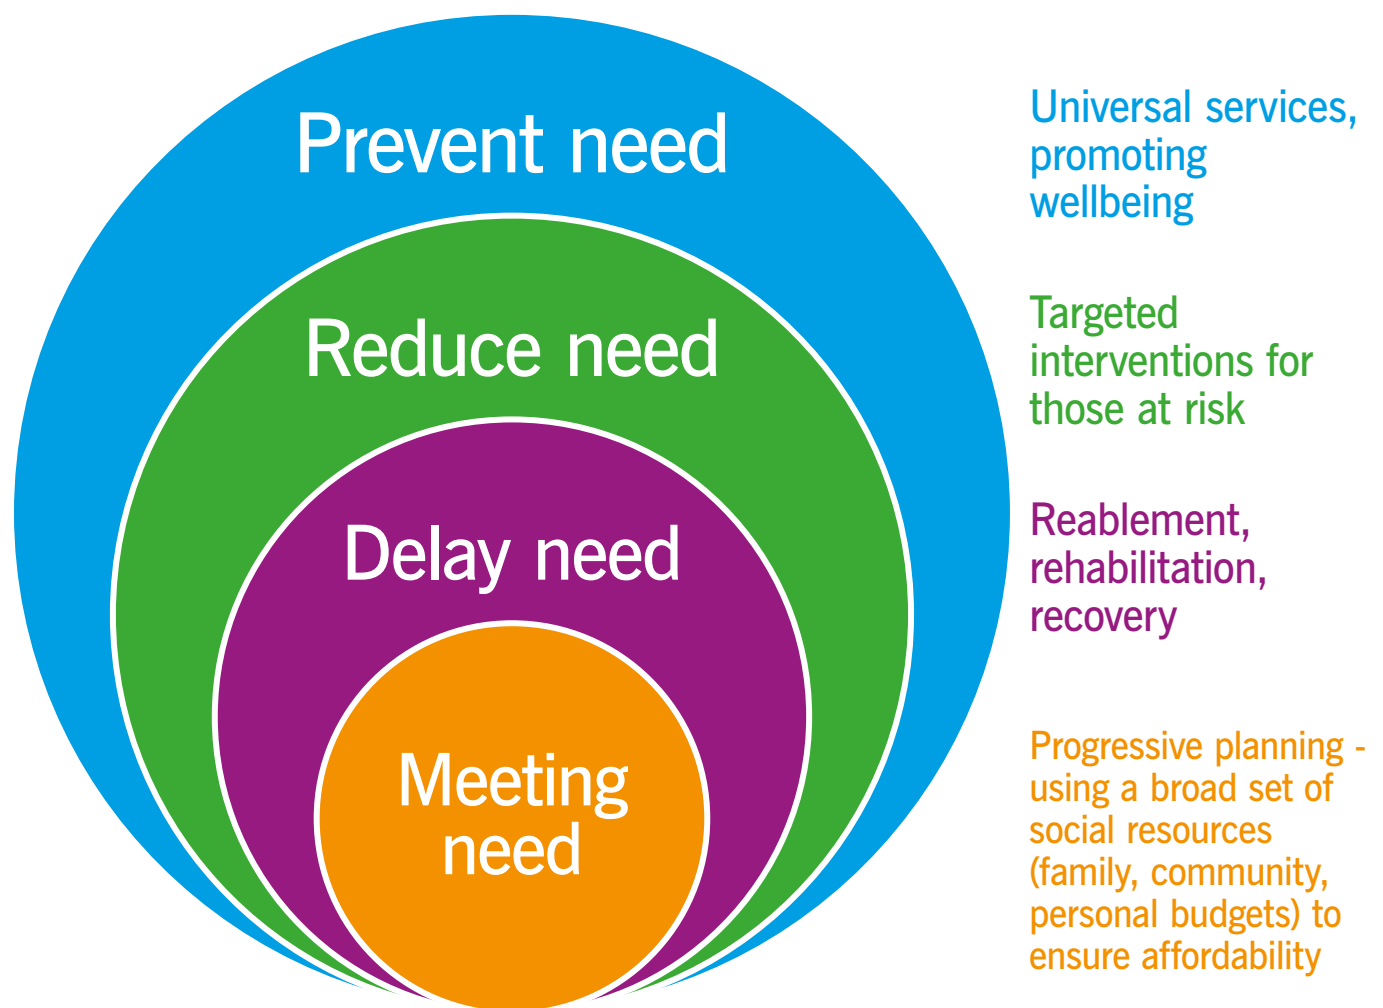 Prevent need
Universal services,
promoting
wellbeing
Reduce need
Targeted
interventions for
those at risk
Delay need
Reablement,
rehabilitation,
recovery
Meeting
need
Progressive planning -
using a broad set of
social resources
(family, community,
personal budgets) to
ensure affordability